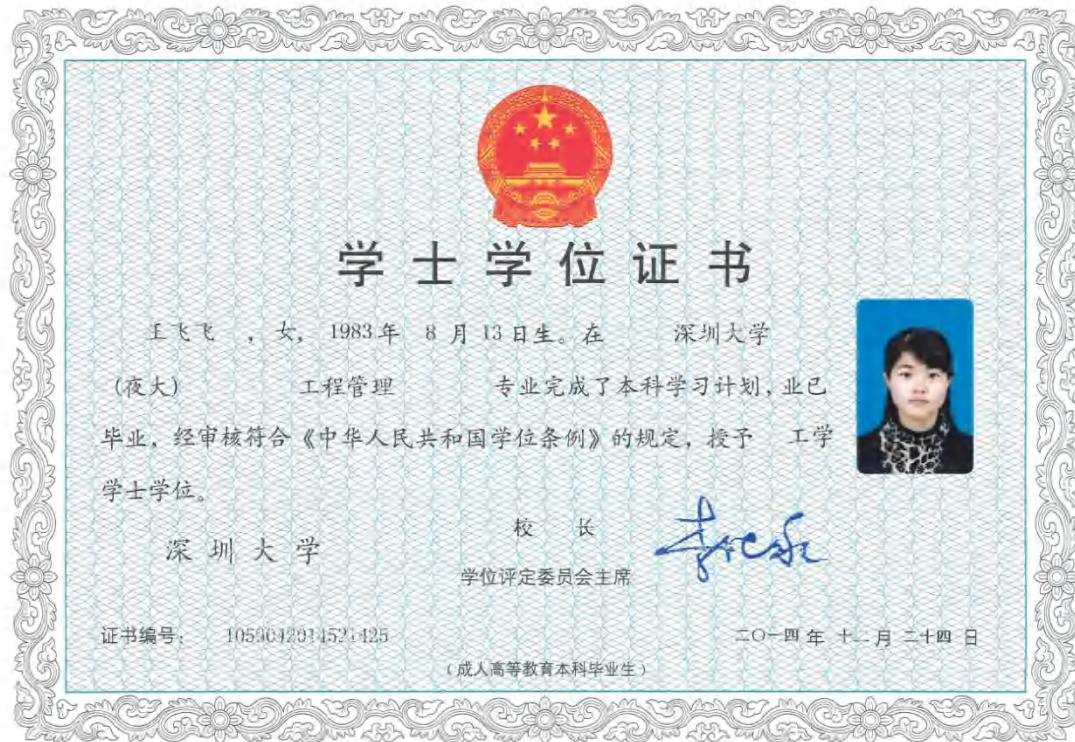 学士学位证书
王飞飞 , 女, 1983年 8月13日生。在 深圳大学
(夜大) 工程管理 专业完成了本科学习计划,业已
毕业,经审核符合《中华人民共和国学位条例》的规定,授予 工学
学士学位。
深圳大学
校 长
学位评定委员会主席
证书编号: 1059042014521425
二〇一四年 十二月 二十四 日
(成人高等教育本科毕业生)